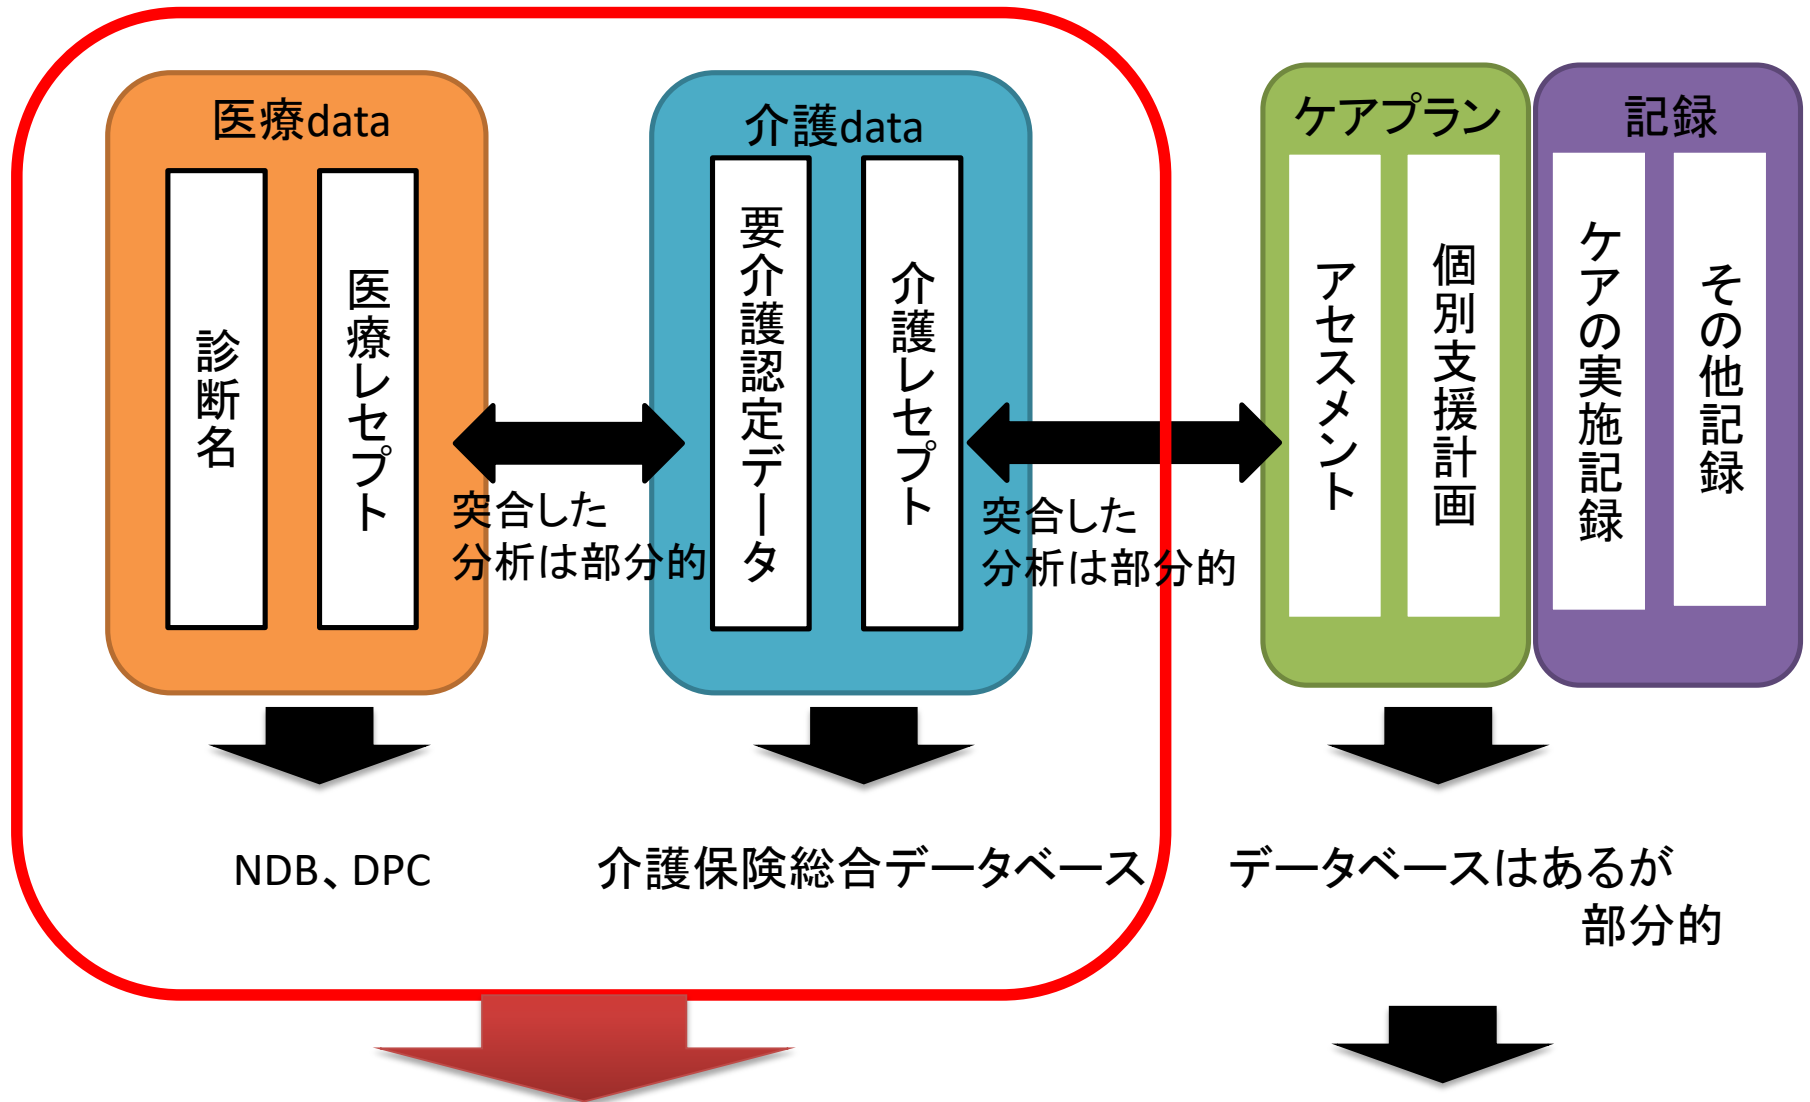 医療data
診断名
医療レセプト
介護data
要介護認定データ
介護レセプト
ケアプラン
アセスメント
個別支援計画
記録
ケアの実施記録
その他記録
突合した
分析は部分的
突合した
分析は部分的
NDB、DPC
介護保険総合データベース
データベースはあるが
部分的